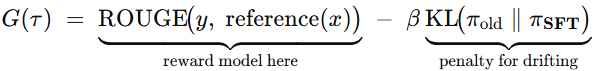 G(τ) = ROUGE(y, reference(x)) − β KL(π_old ∥ π_SFT)
reward model here penalty for drifting